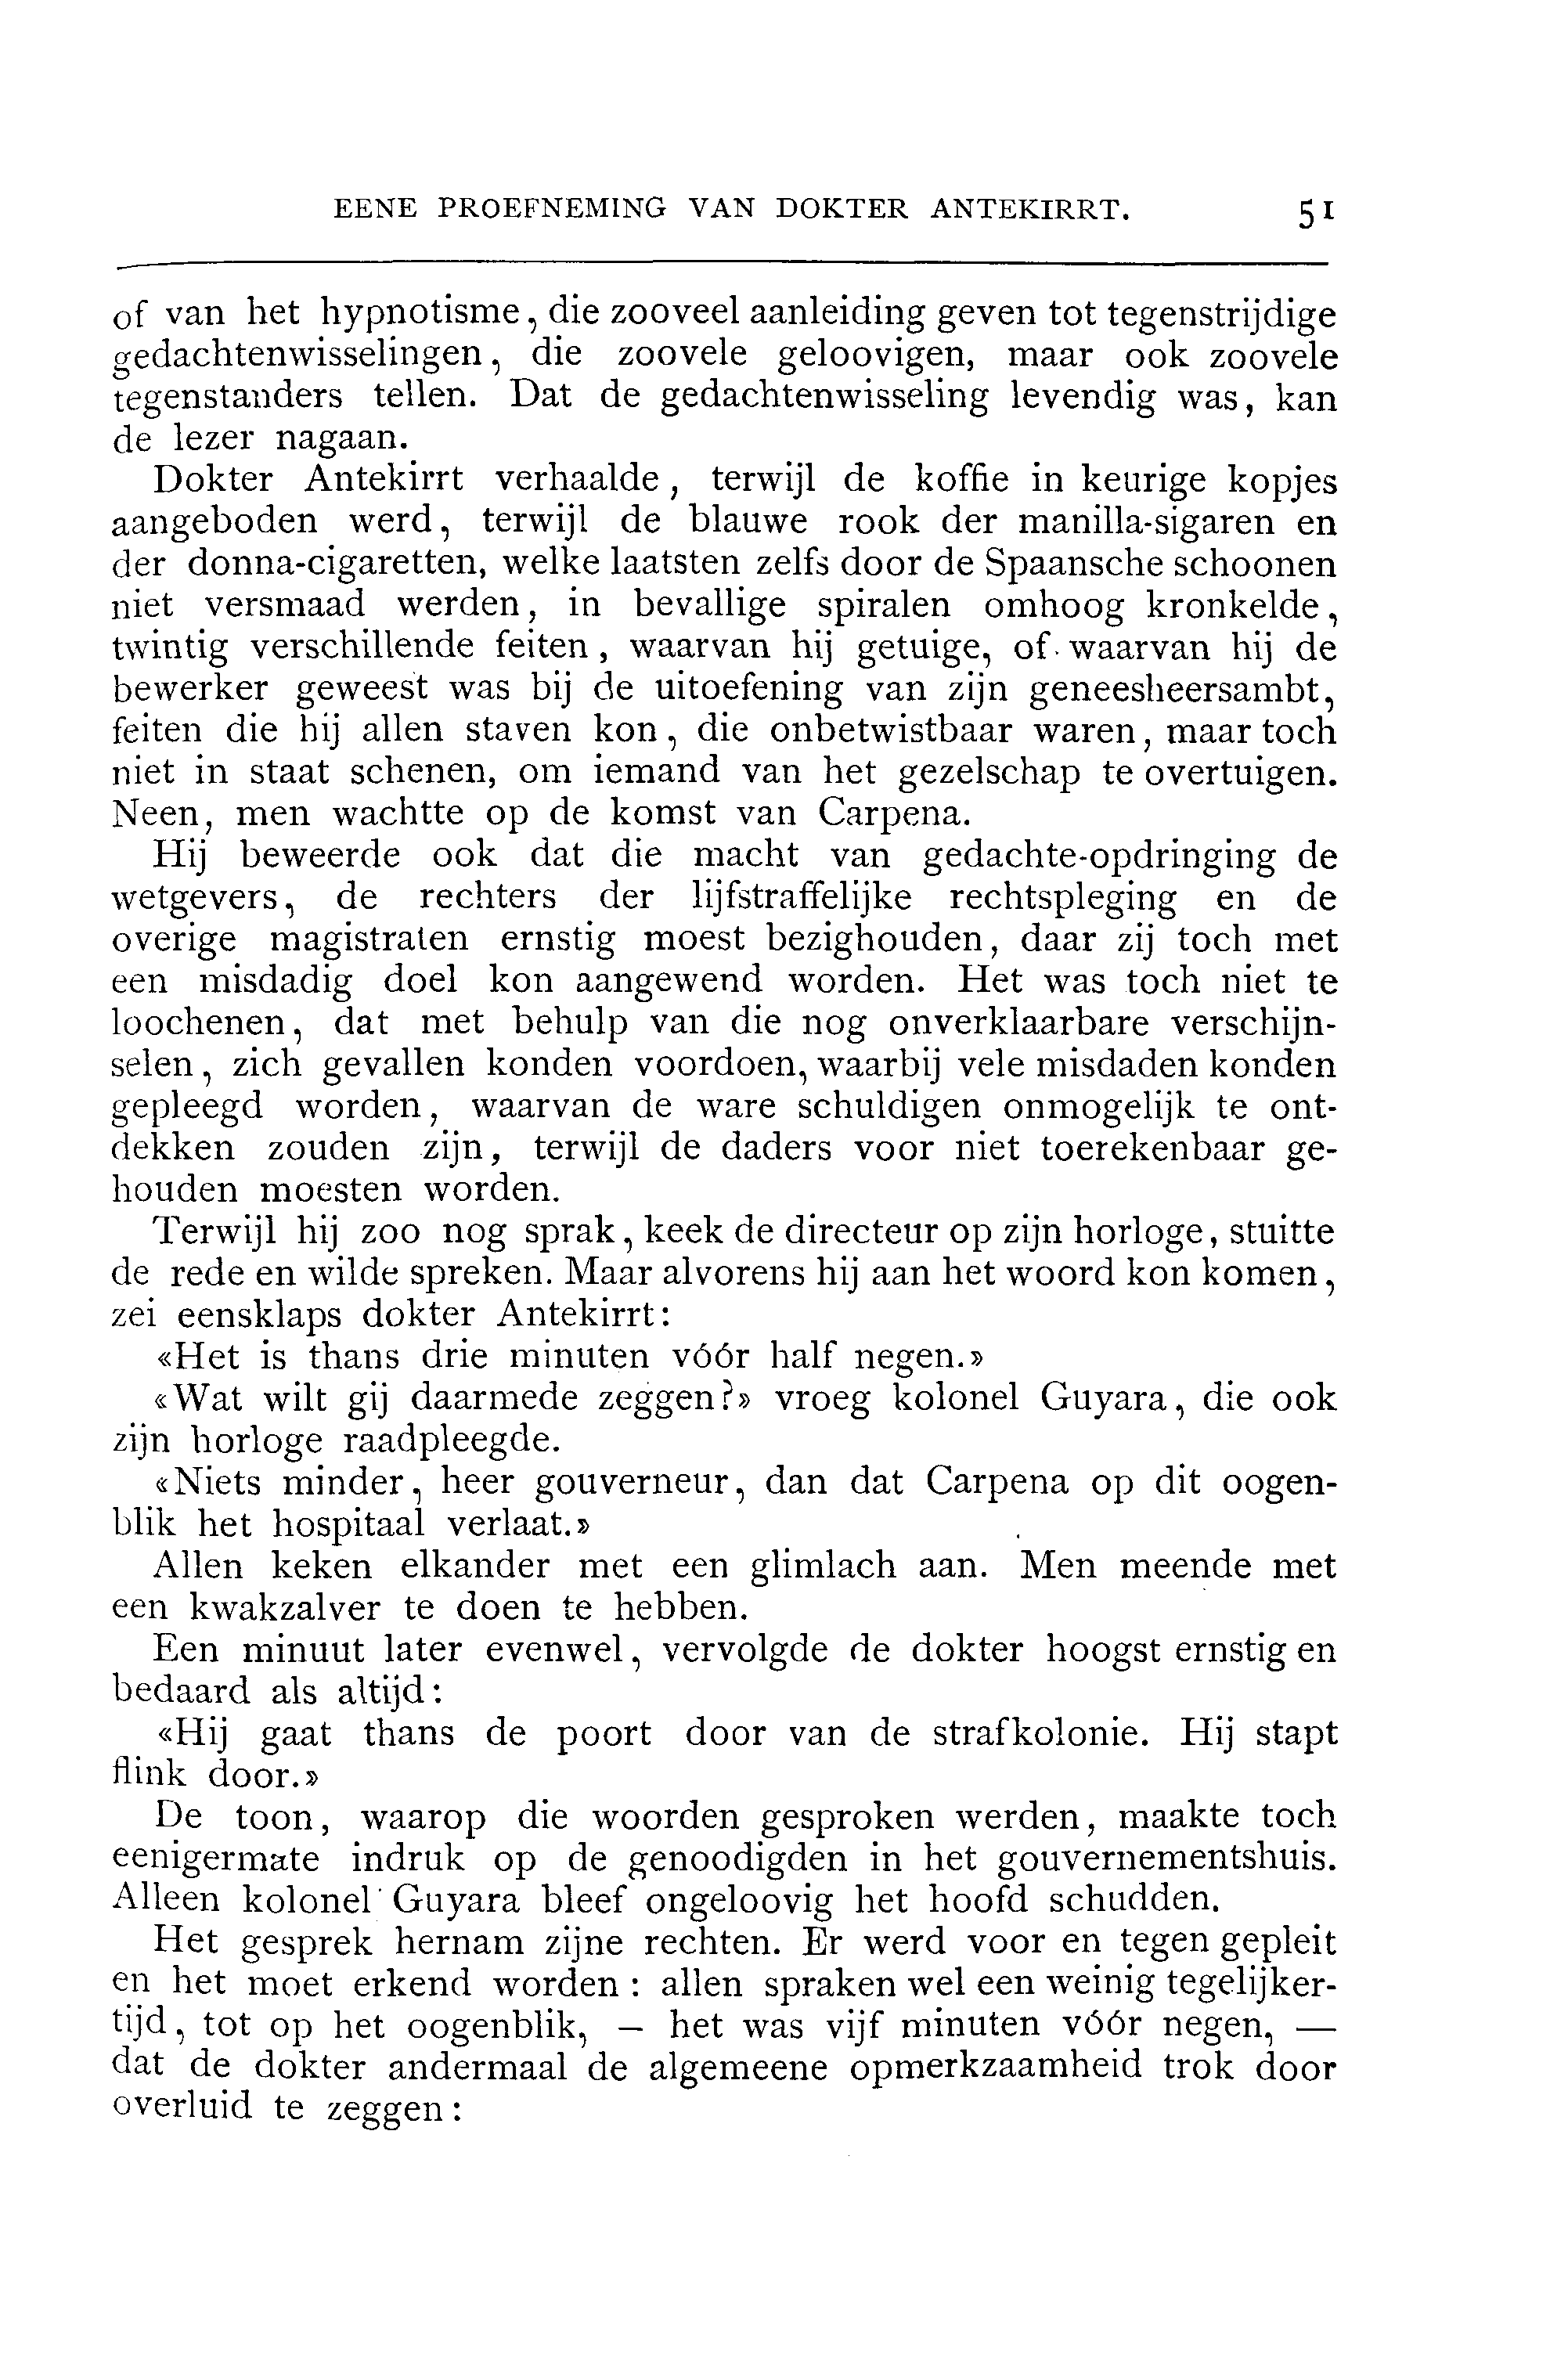 EENE PROEFNEMING VAN DOKTER ANTEKIRRT. 51
of van het hypnotisme, die zooveel aanleiding geven tot tegenstrijdige
gedachtenwisselingen, die zoovele geloovigen, maar ook zoovele
tegenstanders tellen. Dat de gedachtenwisseling levendig was, kan
de lezer nagaan.
Dokter Antekirrt verhaalde, terwijl de koffie in keurige kopjes
aangeboden werd, terwijl de blauwe rook der manilla-sigaren en
der donna-cigaretten, welke laatsten zelfs door de Spaansche schoonen
niet versmaad werden, in bevallige spiralen omhoog kronkelde,
twintig verschillende feiten, waarvan hij getuige, of waarvan hij de
bewerker geweest was bij de uitoefening van zijn geneesheersambt,
feiten die hij allen staven kon, die onbetwistbaar waren, maar toch
niet in staat schenen, om iemand van het gezelschap te overtuigen.
Neen, men wachtte op de komst van Carpena.
Hij beweerde ook dat die macht van gedachte-opdringing de
wetgevers, de rechters der lijfstraffelijke rechtspleging en de
overige magistraten ernstig moest bezighouden, daar zij toch met
een misdadig doel kon aangewend worden. Het was toch niet te
loochenen, dat met behulp van die nog onverklaarbare verschijn-
selen, zich gevallen konden voordoen, waarbij vele misdaden konden
gepleegd worden, waarvan de ware schuldigen onmogelijk te ont-
dekken zouden zijn, terwijl de daders voor niet toerekenbaar ge-
houden moesten worden.
Terwijl hij zoo nog sprak, keek de directeur op zijn horloge, stuitte
de rede en wilde spreken. Maar alvorens hij aan het woord kon komen,
zei eensklaps dokter Antekirrt:
«Het is thans drie minuten vóór half negen.»
«Wat wilt gij daarmede zeggen?» vroeg kolonel Guyara, die ook
zijn horloge raadpleegde.
«Niets minder, heer gouverneur, dan dat Carpena op dit oogen-
blik het hospitaal verlaat.»
Allen keken elkander met een glimlach aan. Men meende met
een kwakzalver te doen te hebben.
Een minuut later evenwel, vervolgde de dokter hoogst ernstig en
bedaard als altijd:
«Hij gaat thans de poort door van de strafkolonie. Hij stapt
flink door.»
De toon, waarop die woorden gesproken werden, maakte toch
eenigermate indruk op de genoodigden in het gouvernementshuis.
Alleen kolonel Guyara bleef ongeloovig het hoofd schudden.
Het gesprek hernam zijne rechten. Er werd voor en tegen gepleit
en het moet erkend worden: allen spraken wel een weinig tegelijker-
tijd, tot op het oogenblik, — het was vijf minuten vóór negen, —
dat de dokter andermaal de algemeene opmerkzaamheid trok door
overluid te zeggen: